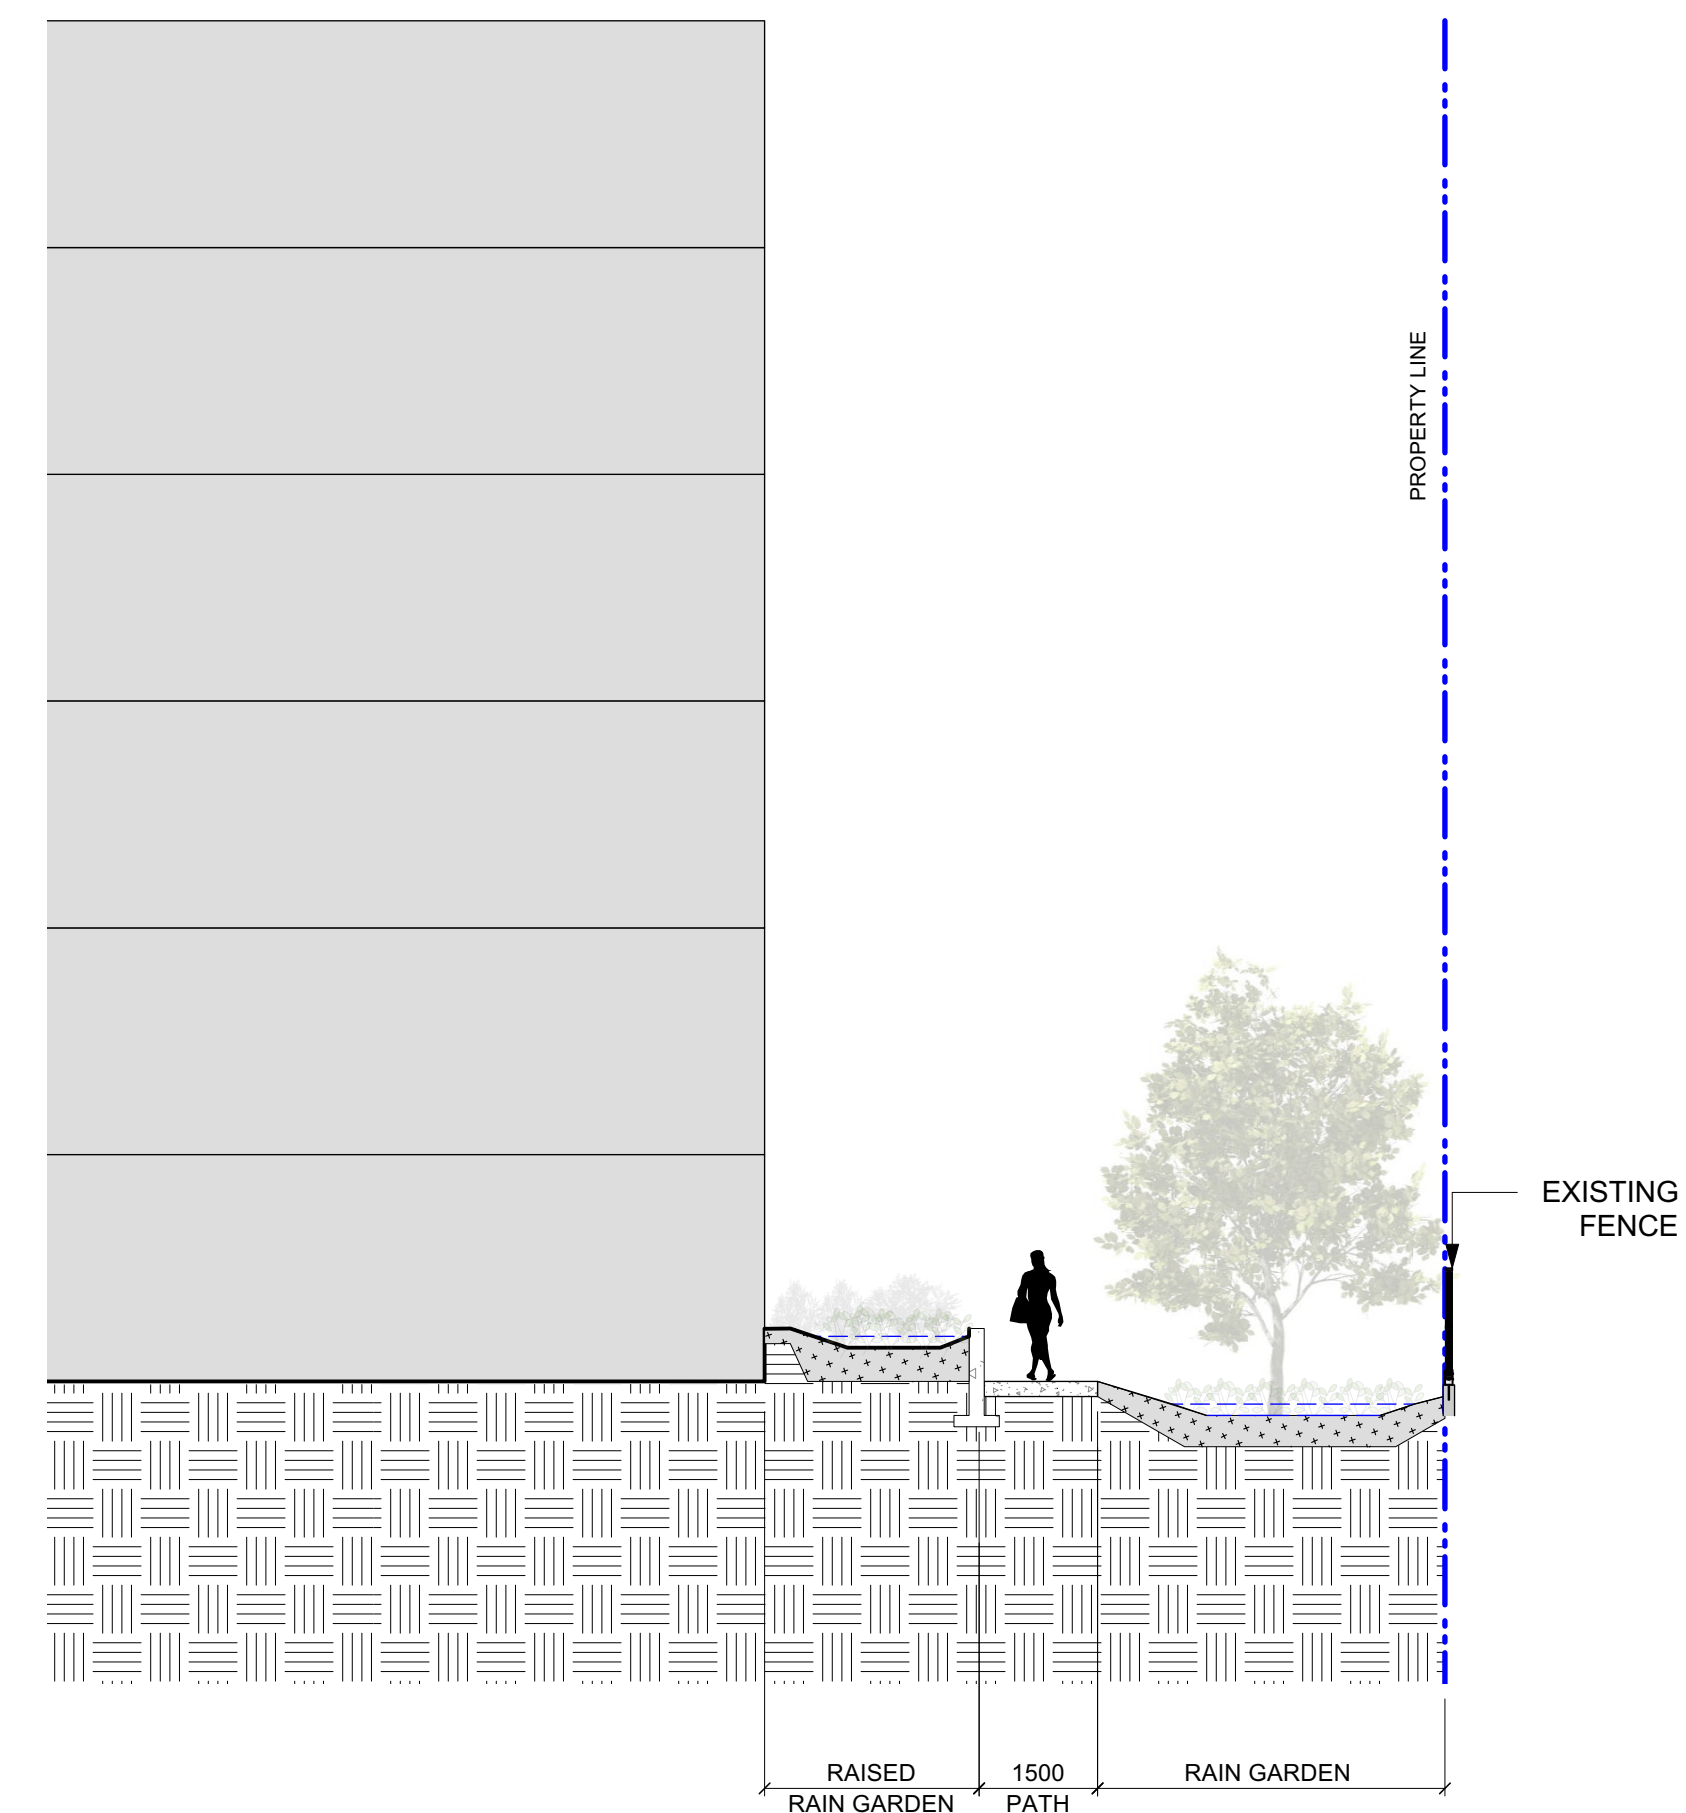 PROPERTY LINE
EXISTING
FENCE
RAISED
RAIN GARDEN
1500
PATH
RAIN GARDEN